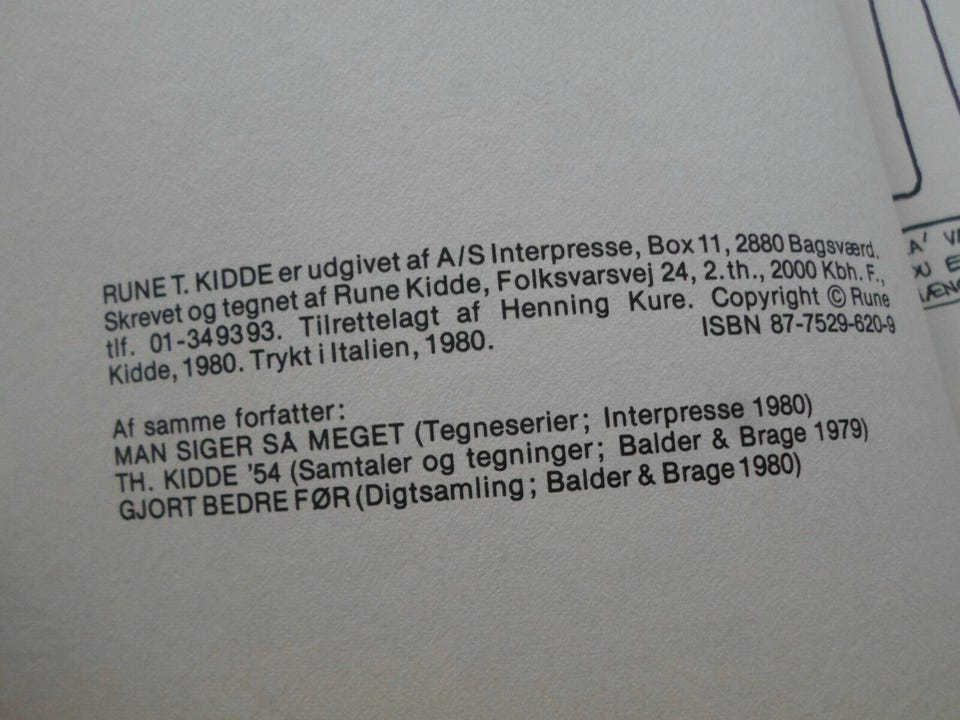 RUNE T. KIDDE er udgivet af A/S Interpresse, Box 11, 2880 Bagsværd.
Skrevet og tegnet af Rune Kidde, Folksvarsvej 24, 2.th., 2000 Kbh. F.,
tlf. 01-349393. Tilrettelagt af Henning Kure. Copyright © Rune
Kidde, 1980. Trykt i Italien, 1980. ISBN 87-7529-620-9
Af samme forfatter:
MAN SIGER SÅ MEGET (Tegneserier; Interpresse 1980)
TH. KIDDE '54 (Samtaler og tegninger; Balder & Brage 1979)
GJORT BEDRE FØR (Digtsamling; Balder & Brage 1980)